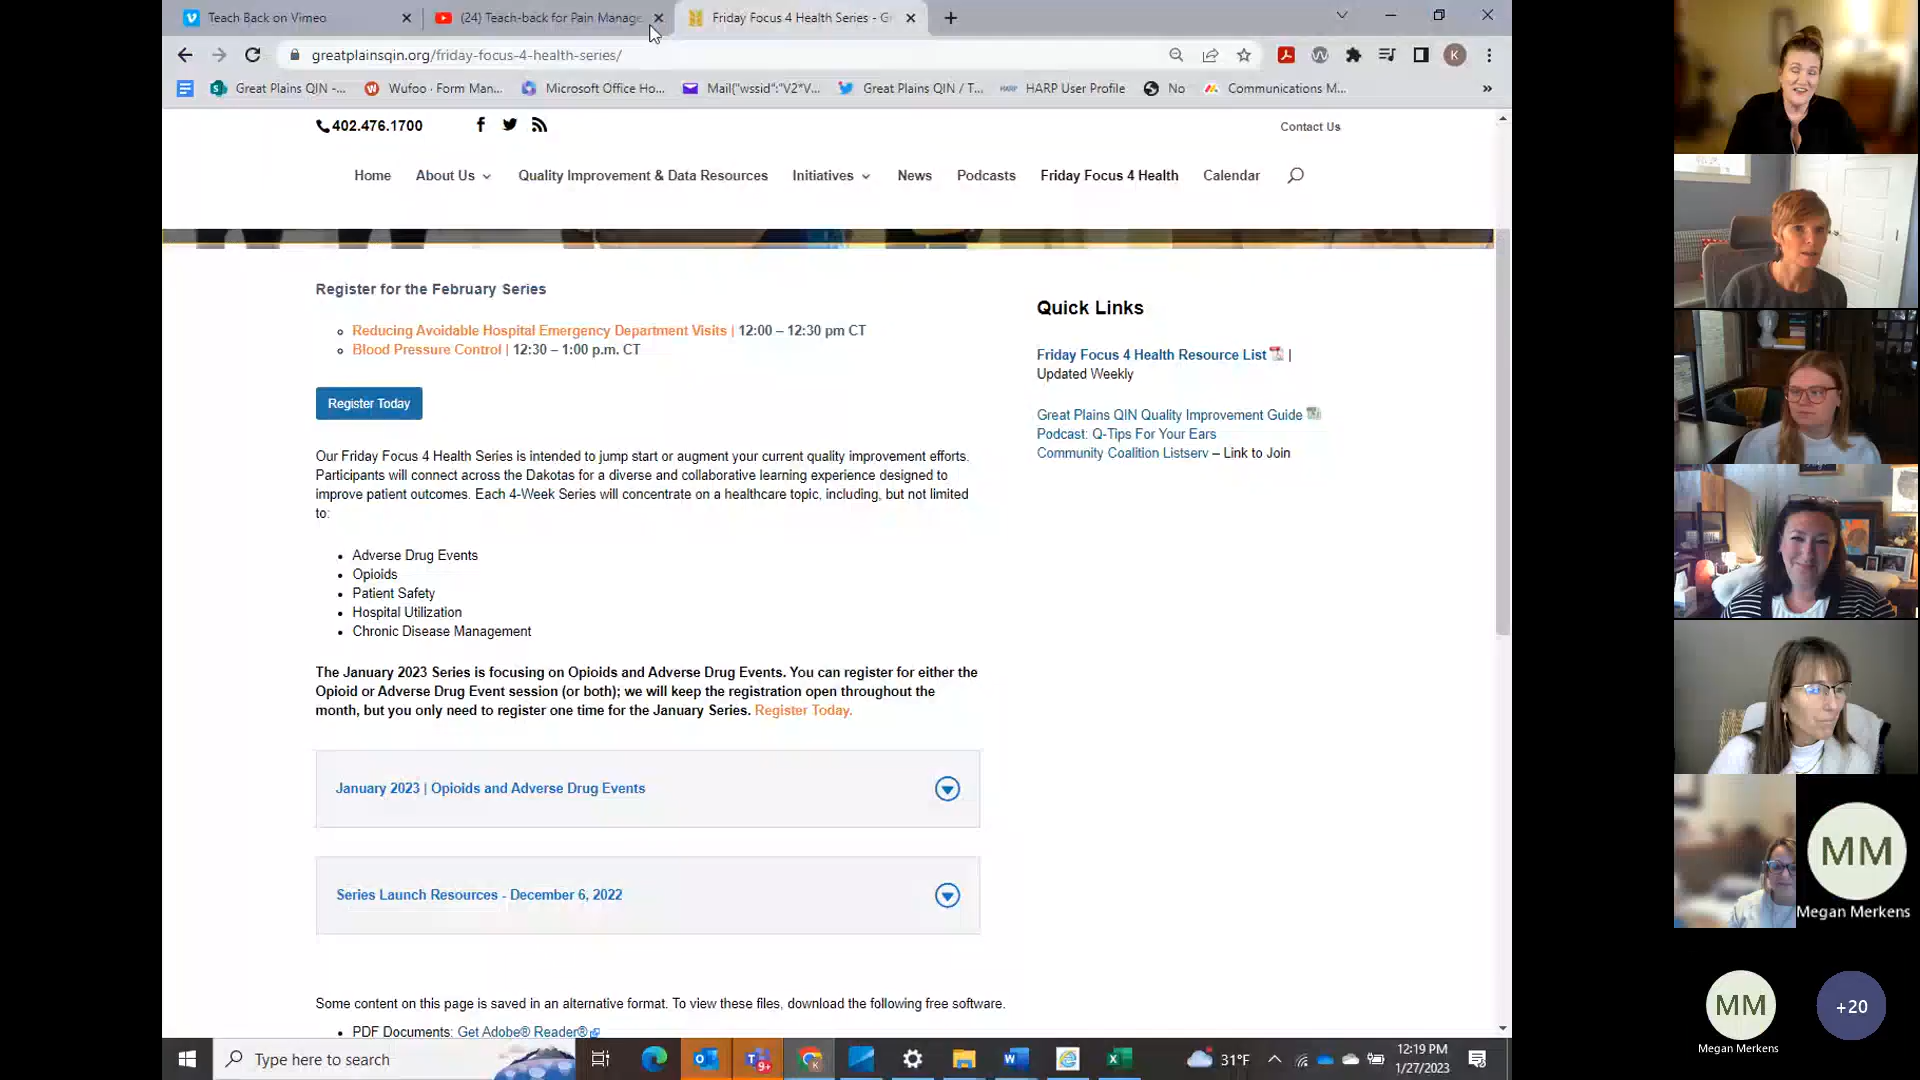 Teach Back on Vimeo
(24) Teach-back for Pain Manage
Friday Focus 4 Health Series - G
greatplainsqin.org/friday-focus-4-health-series/
K
Great Plains QIN -...
Wufoo · Form Man...
Microsoft Office Ho...
Mail{"wssid":"V2*V...
Great Plains QIN / T...
HARP User Profile
No
Communications M...
»
402.476.1700
Contact Us
Home
About Us
Quality Improvement & Data Resources
Initiatives
News
Podcasts
Friday Focus 4 Health
Calendar
Register for the February Series
Reducing Avoidable Hospital Emergency Department Visits | 12:00 – 12:30 pm CT
Blood Pressure Control | 12:30 – 1:00 p.m. CT
Register Today
Our Friday Focus 4 Health Series is intended to jump start or augment your current quality improvement efforts.
Participants will connect across the Dakotas for a diverse and collaborative learning experience designed to
improve patient outcomes. Each 4-Week Series will concentrate on a healthcare topic, including, but not limited
to:
Adverse Drug Events
Opioids
Patient Safety
Hospital Utilization
Chronic Disease Management
The January 2023 Series is focusing on Opioids and Adverse Drug Events. You can register for either the
Opioid or Adverse Drug Event session (or both); we will keep the registration open throughout the
month, but you only need to register one time for the January Series. Register Today.
January 2023 | Opioids and Adverse Drug Events
Series Launch Resources - December 6, 2022
Some content on this page is saved in an alternative format. To view these files, download the following free software.
PDF Documents: Get Adobe® Reader®
Quick Links
Friday Focus 4 Health Resource List |
Updated Weekly
Great Plains QIN Quality Improvement Guide
Podcast: Q-Tips For Your Ears
Community Coalition Listserv – Link to Join
MM
Megan Merkens
MM
Megan Merkens
+20
Type here to search
9+
31°F
12:19 PM
1/27/2023